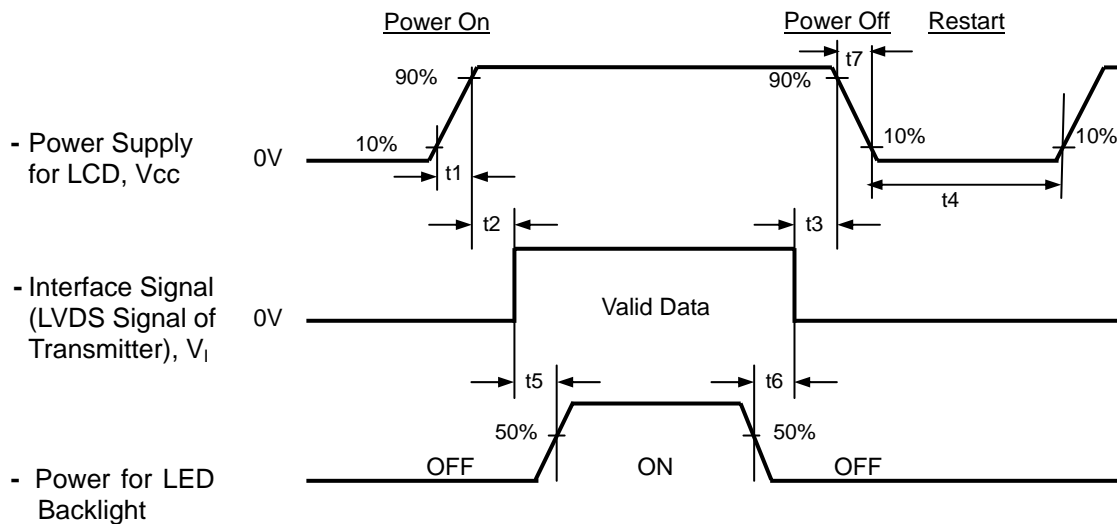 Power On
Power Off
Restart
t7
90%
90%
- Power Supply
for LCD, Vcc
0V
10%
10%
10%
t1
t4
t2
t3
- Interface Signal
(LVDS Signal of
Transmitter), VI
0V
Valid Data
t5
t6
50%
50%
- Power for LED
Backlight
OFF
ON
OFF